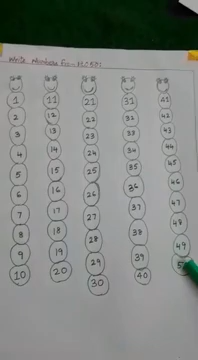 Write Numbers
1 11 21 31 41
2 12 22 32 42
3 13 23 33 43
4 14 24 34 44
5 15 25 35 45
6 16 26 36 46
7 17 27 37 47
8 18 28 38 48
9 19 29 39 49
10 20 30 40